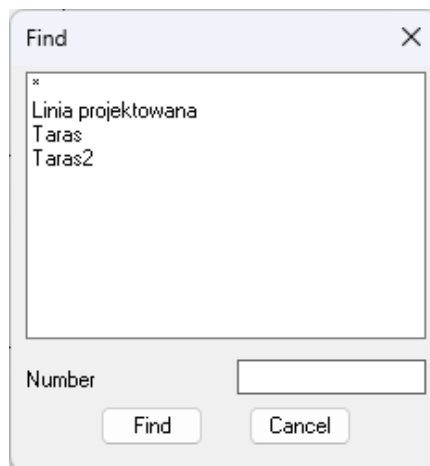 Find
*
Linia projektowana
Taras
Taras2
Number
Find Cancel